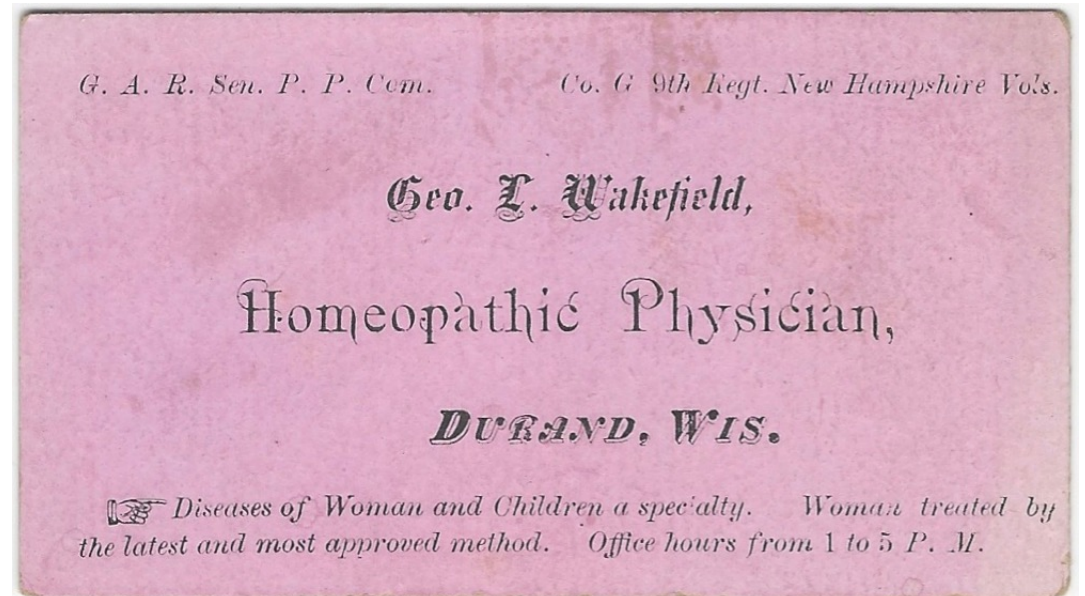 G. A. R. Sen. P. P. Com. Co. G 9th Regt. New Hampshire Vols.
Geo. L. Wakefield,
Homeopathic Physician,
DURAND, WIS.
Diseases of Woman and Children a specialty. Woman treated by
the latest and most approved method. Office hours from 1 to 5 P. M.